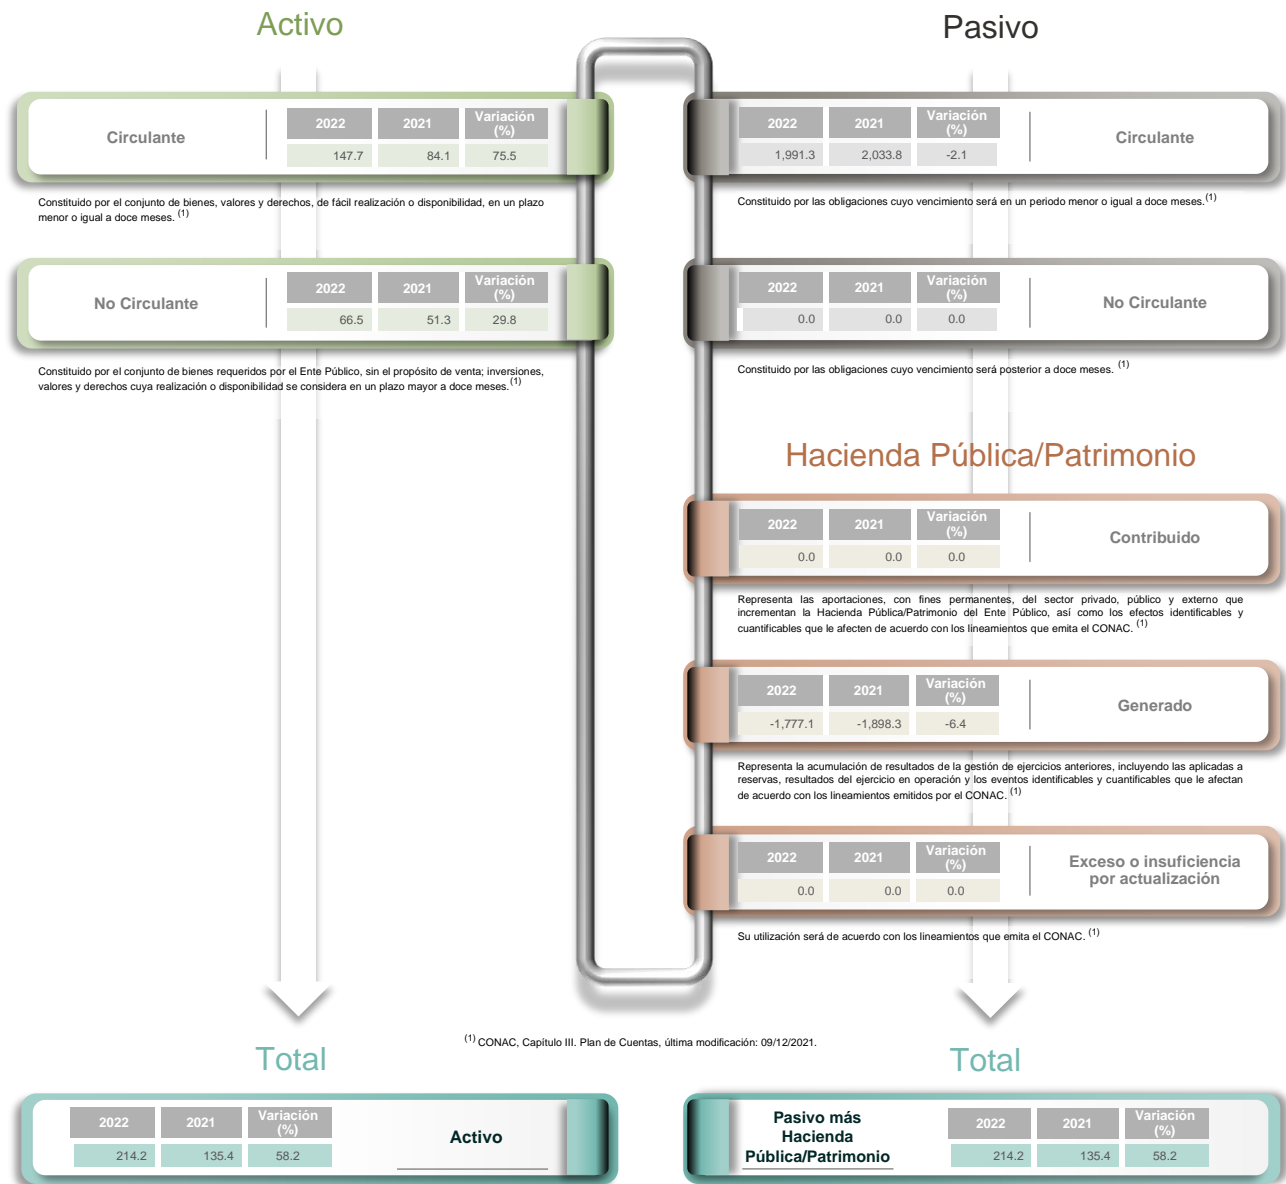 Activo
Circulante
2022 2021 Variación (%)
147.7 84.1 75.5
Constituido por el conjunto de bienes, valores y derechos, de fácil realización o disponibilidad, en un plazo
menor o igual a doce meses. (1)
No Circulante
2022 2021 Variación (%)
66.5 51.3 29.8
Constituido por el conjunto de bienes requeridos por el Ente Público, sin el propósito de venta; inversiones,
valores y derechos cuya realización o disponibilidad se considera en un plazo mayor a doce meses. (1)
Pasivo
2022 2021 Variación (%)
1,991.3 2,033.8 -2.1
Circulante
Constituido por las obligaciones cuyo vencimiento será en un periodo menor o igual a doce meses. (1)
2022 2021 Variación (%)
0.0 0.0 0.0
No Circulante
Constituido por las obligaciones cuyo vencimiento será posterior a doce meses. (1)
Hacienda Pública/Patrimonio
2022 2021 Variación (%)
0.0 0.0 0.0
Contribuido
Representa las aportaciones, con fines permanentes, del sector privado, público y externo que
incrementan la Hacienda Pública/Patrimonio del Ente Público, así como los efectos identificables y
cuantificables que le afecten de acuerdo con los lineamientos que emita el CONAC. (1)
2022 2021 Variación (%)
-1,777.1 -1,898.3 -6.4
Generado
Representa la acumulación de resultados de la gestión de ejercicios anteriores, incluyendo las aplicadas a
reservas, resultados del ejercicio en operación y los eventos identificables y cuantificables que le afectan
de acuerdo con los lineamientos emitidos por el CONAC. (1)
2022 2021 Variación (%)
0.0 0.0 0.0
Exceso o insuficiencia
por actualización
Su utilización será de acuerdo con los lineamientos que emita el CONAC. (1)
(1) CONAC, Capítulo III. Plan de Cuentas, última modificación: 09/12/2021.
Total
2022 2021 Variación (%)
214.2 135.4 58.2
Activo
Total
Pasivo más
Hacienda
Pública/Patrimonio
2022 2021 Variación (%)
214.2 135.4 58.2